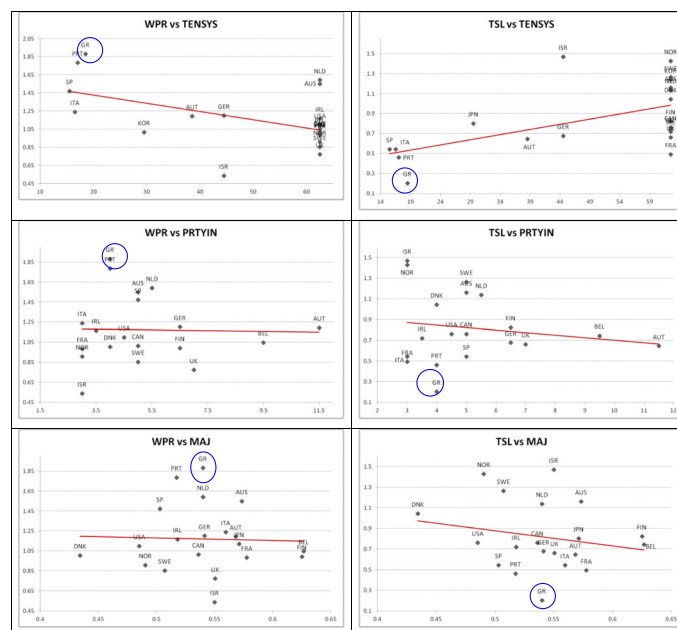 WPR vs TENSYS
2.05
1.85
1.65
1.45
1.25
1.05
0.85
0.65
0.45
10
20
30
40
50
60
GR
PRT
SP
ITA
KOR
AUT
GER
ISR
NLD
AUS
IRL
USA
SWE
TSL vs TENSYS
1.5
1.3
1.1
0.9
0.7
0.5
0.3
0.1
14
19
24
29
34
39
44
49
54
59
ISR
NOR
SWE
JPN
GER
AUT
SP
ITA
PRT
GR
FIN
FRA
WPR vs PRTYIN
1.85
1.65
1.45
1.25
1.05
0.85
0.65
0.45
1.5
3.5
5.5
7.5
9.5
11.5
GR
PRT
AUS
SP
NLD
ITA
IRL
USA
GER
AUT
FRA
NOR
DNK
CAN
FIN
BEL
SWE
UK
ISR
TSL vs PRTYIN
1.5
1.3
1.1
0.9
0.7
0.5
0.3
0.1
2
3
4
5
6
7
8
9
10
11
12
ISR
NOR
SWE
AUS
NLD
DNK
FIN
USA
CAN
IRL
GER
UK
BEL
AUT
FRA
ITA
SP
PRT
GR
WPR vs MAJ
1.85
1.65
1.45
1.25
1.05
0.85
0.65
0.45
0.4
0.45
0.5
0.55
0.6
0.65
GR
PRT
NLD
AUS
SP
ITA
AUT
JPN
GER
IRL
USA
DNK
CAN
FRA
BEL
FIN
NOR
SWE
UK
ISR
TSL vs MAJ
1.5
1.3
1.1
0.9
0.7
0.5
0.3
0.1
0.4
0.45
0.5
0.55
0.6
0.65
ISR
NOR
SWE
NLD
AUS
DNK
USA
IRL
CAN
GER
UK
JPN
AUT
FIN
BEL
SP
PRT
ITA
FRA
GR